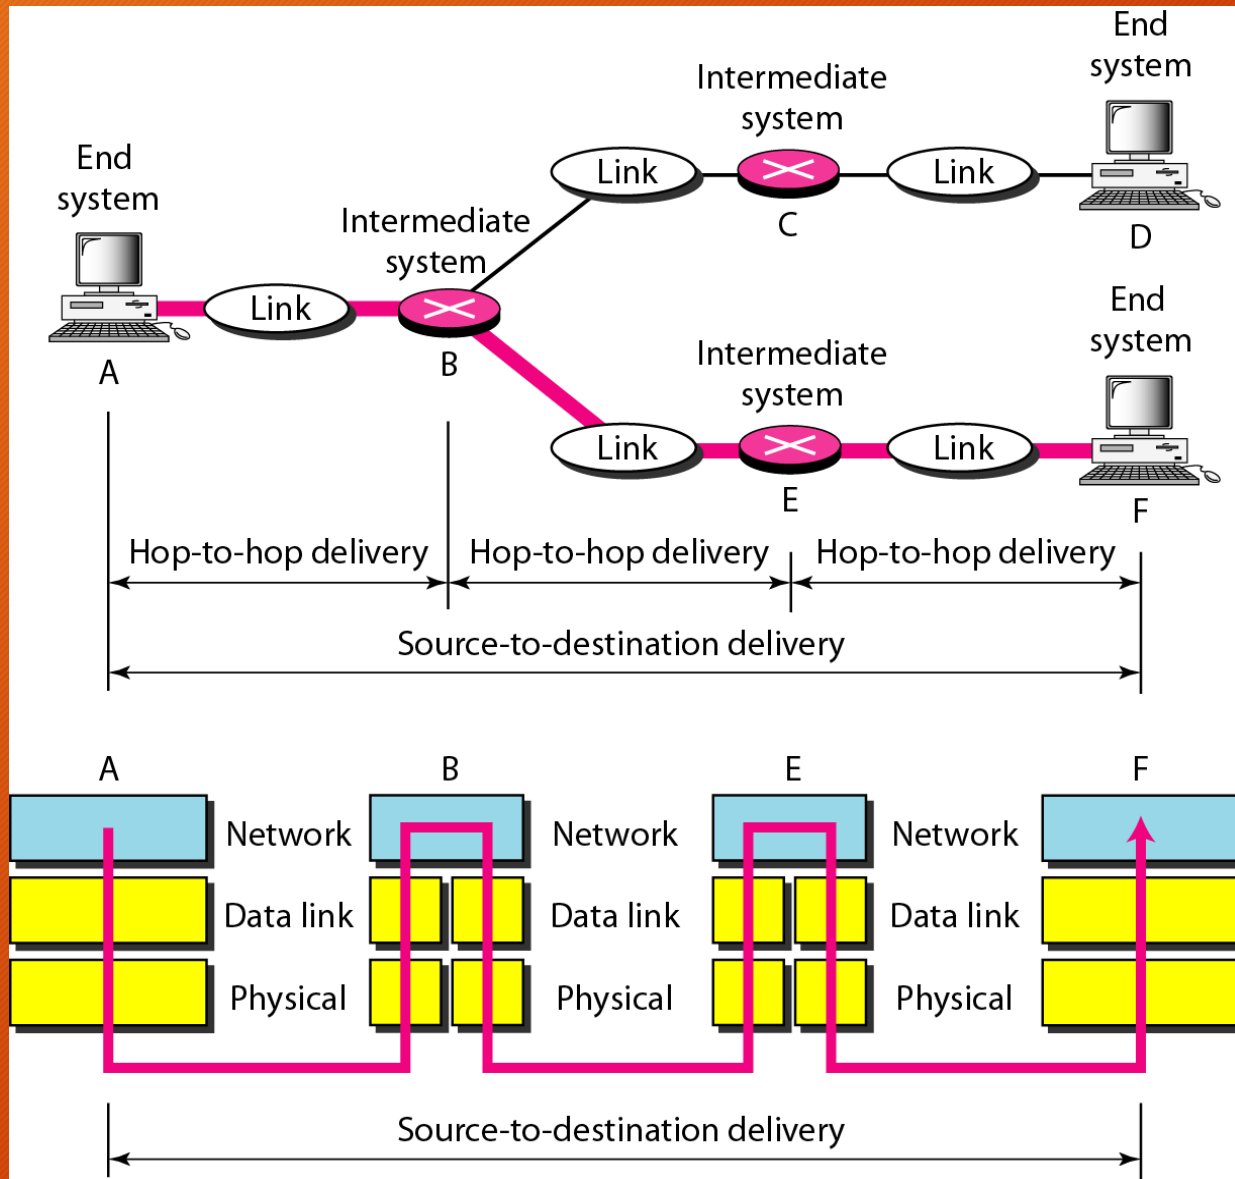 End
system
Intermediate
system
End
system
Link
Link
C
D
Intermediate
system
Link
A
B
End
system
Intermediate
system
Link
Link
E
F
Hop-to-hop delivery
Hop-to-hop delivery
Hop-to-hop delivery
Source-to-destination delivery
A
B
E
F
Network
Network
Network
Data link
Data link
Data link
Physical
Physical
Physical
Source-to-destination delivery